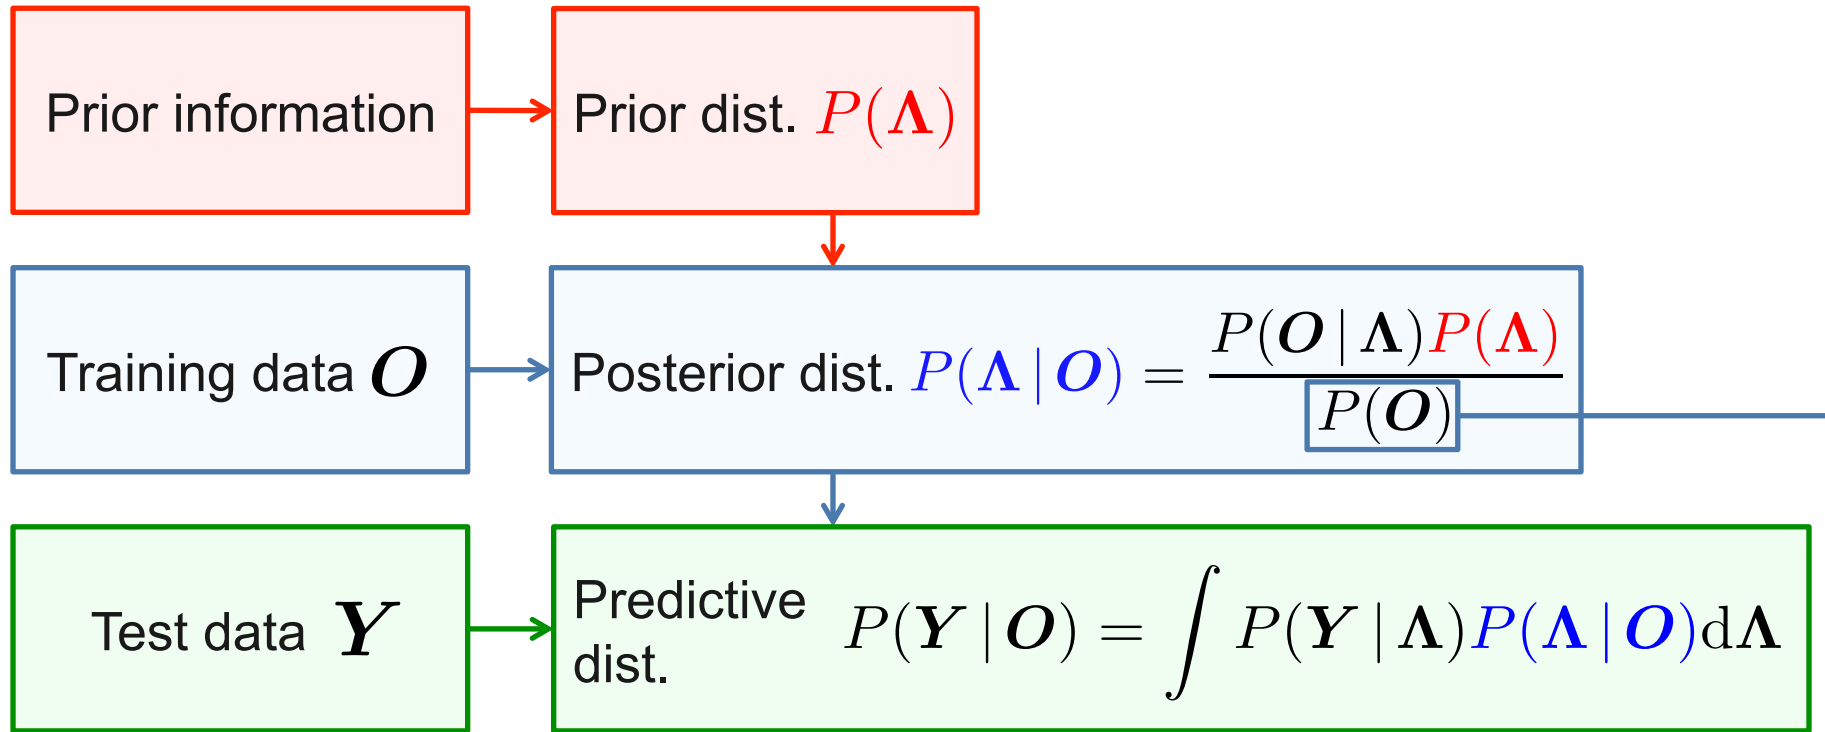 Prior information
Prior dist. P(Λ)
Training data O
Posterior dist. P(Λ | O) = P(O | Λ)P(Λ) / P(O)
Test data Y
Predictive
dist.
P(Y | O) = ∫ P(Y | Λ)P(Λ | O)dΛ